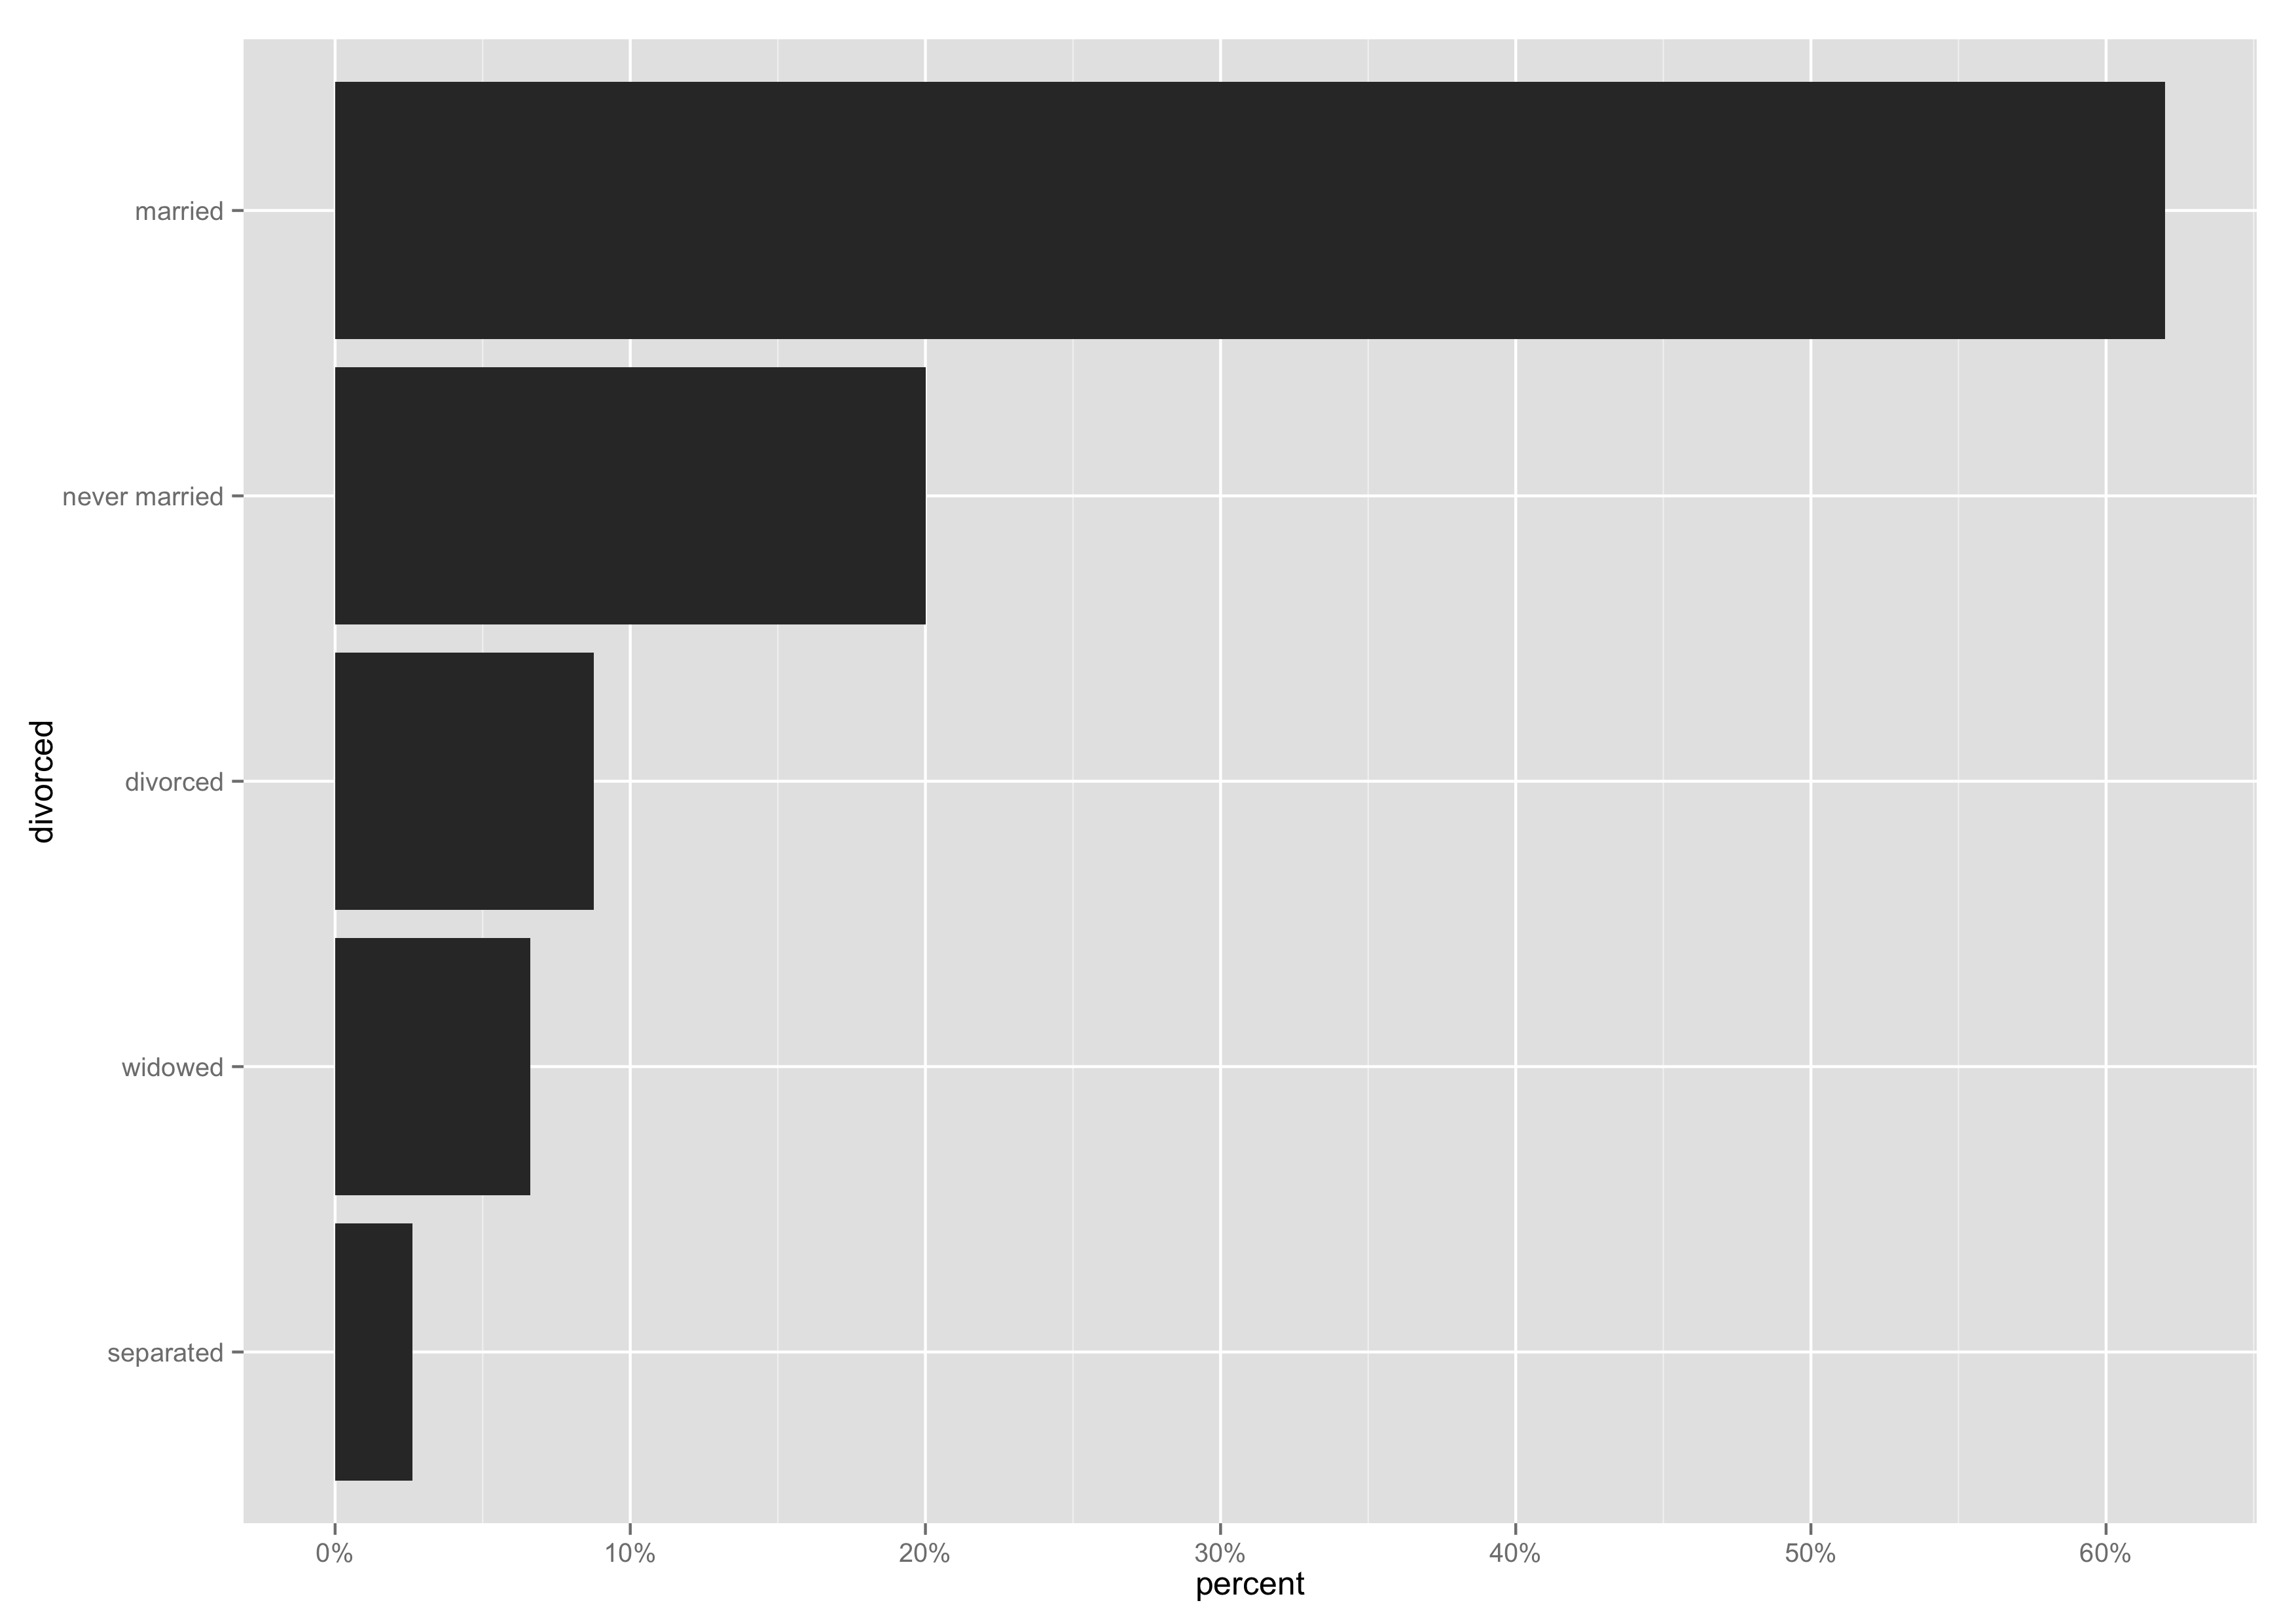 married
never married
divorced
divorced
widowed
separated
0% 10% 20% 30% 40% 50% 60%
percent